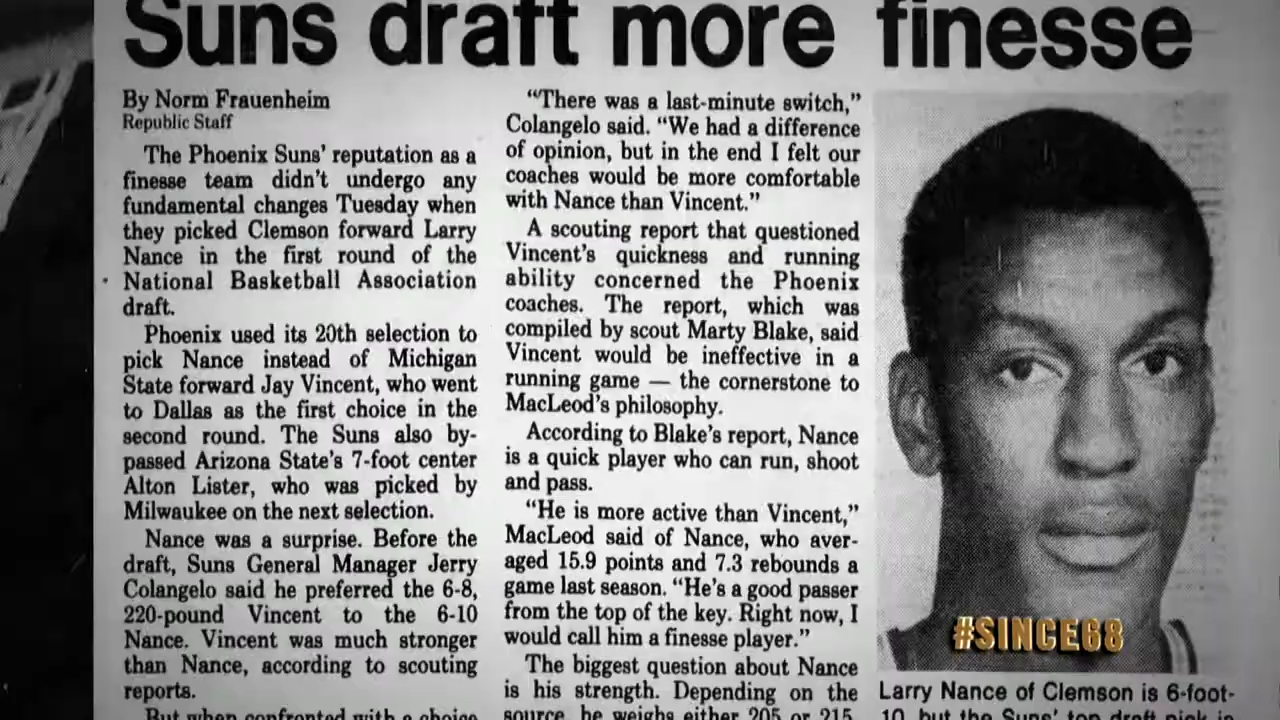 Suns draft more finesse
By Norm Frauenheim
Republic Staff
The Phoenix Suns' reputation as a
finesse team didn't undergo any
fundamental changes Tuesday when
they picked Clemson forward Larry
Nance in the first round of the
National Basketball Association
draft.
Phoenix used its 20th selection to
pick Nance instead of Michigan
State forward Jay Vincent, who went
to Dallas as the first choice in the
second round. The Suns also by-
passed Arizona State's 7-foot center
Alton Lister, who was picked by
Milwaukee on the next selection.
Nance was a surprise. Before the
draft, Suns General Manager Jerry
Colangelo said he preferred the 6-8,
220-pound Vincent to the 6-10
Nance. Vincent was much stronger
than Nance, according to scouting
reports.
But when confronted with a choice
"There was a last-minute switch,"
Colangelo said. "We had a difference
of opinion, but in the end I felt our
coaches would be more comfortable
with Nance than Vincent."
A scouting report that questioned
Vincent's quickness and running
ability concerned the Phoenix
coaches. The report, which was
compiled by scout Marty Blake, said
Vincent would be ineffective in a
running game — the cornerstone to
MacLeod's philosophy.
According to Blake's report, Nance
is a quick player who can run, shoot
and pass.
"He is more active than Vincent,"
MacLeod said of Nance, who aver-
aged 15.9 points and 7.3 rebounds a
game last season. "He's a good passer
from the top of the key. Right now, I
would call him a finesse player."
The biggest question about Nance
is his strength. Depending on the
source, he weighs either 205 or 215
#SINCE68
Larry Nance of Clemson is 6-foot-
10, but the Suns' top draft pick is